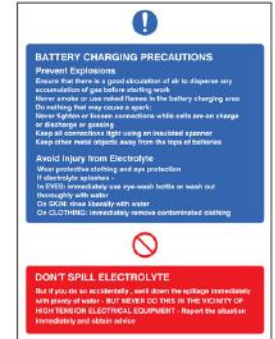 BATTERY CHARGING PRECAUTIONS
Prevent Explosions
Ensure that there is a good circulation of air to disperse any
accumulation of gas before starting work
Never smoke or use naked flames in the battery charging area
Do nothing that may cause a spark:
Never tighten or loosen connections while cells are on charge
or discharge or gassing
Keep all connections tight using an insulated spanner
Keep other metal objects away from the tops of batteries
Avoid injury from Electrolyte
Wear protective clothing and eye protection
If electrolyte splashes -
In EYES: immediately use eye-wash bottle or wash out
thoroughly with water
On SKIN: rinse liberally with water
On CLOTHING: immediately remove contaminated clothing
DON'T SPILL ELECTROLYTE
But if you do so accidentally, swill down the spillage immediately
with plenty of water - BUT NEVER DO THIS IN THE VICINITY OF
HIGH TENSION ELECTRICAL EQUIPMENT - Report the situation
immediately and obtain advice